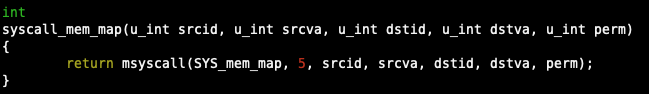 int
syscall_mem_map(u_int srcid, u_int srcva, u_int dstid, u_int dstva, u_int perm)
{
        return msyscall(SYS_mem_map, 5, srcid, srcva, dstid, dstva, perm);
}